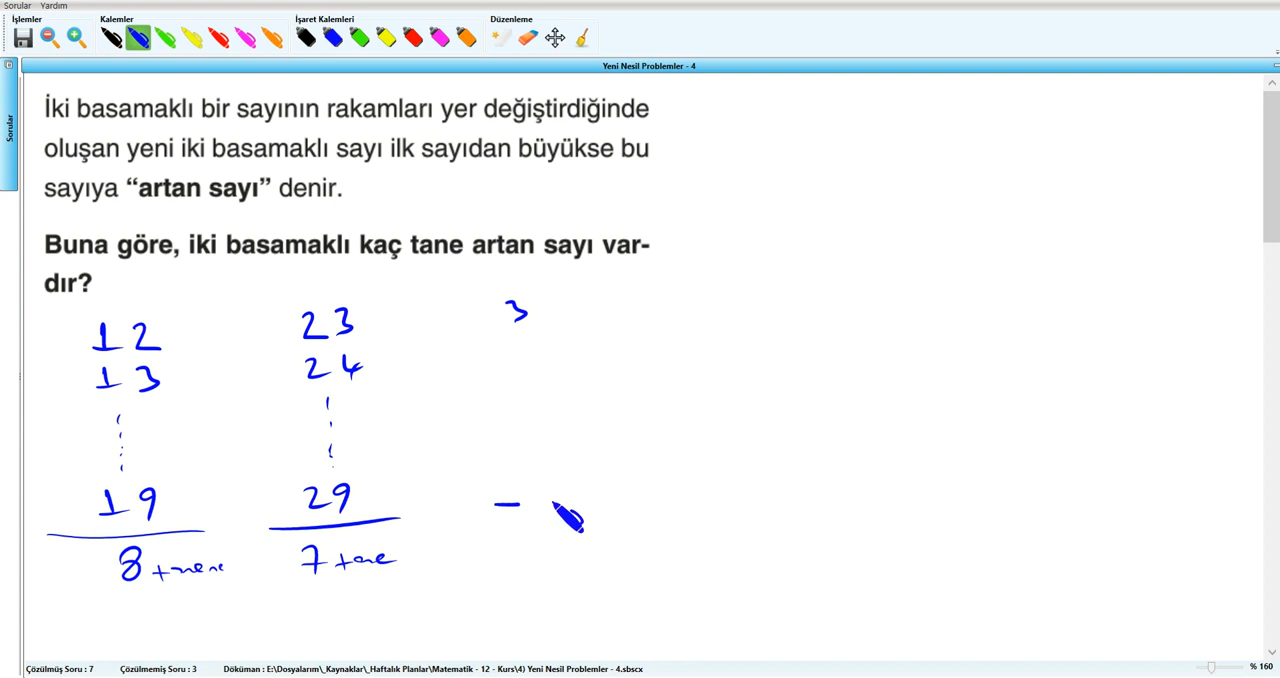 Sorular Yardım
İşlemler Kalemler İşaret Kalemleri Düzenleme
Yeni Nesil Problemler - 4
Sorular
İki basamaklı bir sayının rakamları yer değiştirdiğinde
oluşan yeni iki basamaklı sayı ilk sayıdan büyükse bu
sayıya “artan sayı” denir.
Buna göre, iki basamaklı kaç tane artan sayı var-
dır?
12 23 3
13 24
19 29
8 7 tane
Çözülmüş Soru : 7 Çözülmemiş Soru : 3 Döküman : E:\Dosyalarım\_Kaynaklar\_Haftalık Planlar\Matematik - 12 - Kurs\4) Yeni Nesil Problemler - 4.sbscx % 160